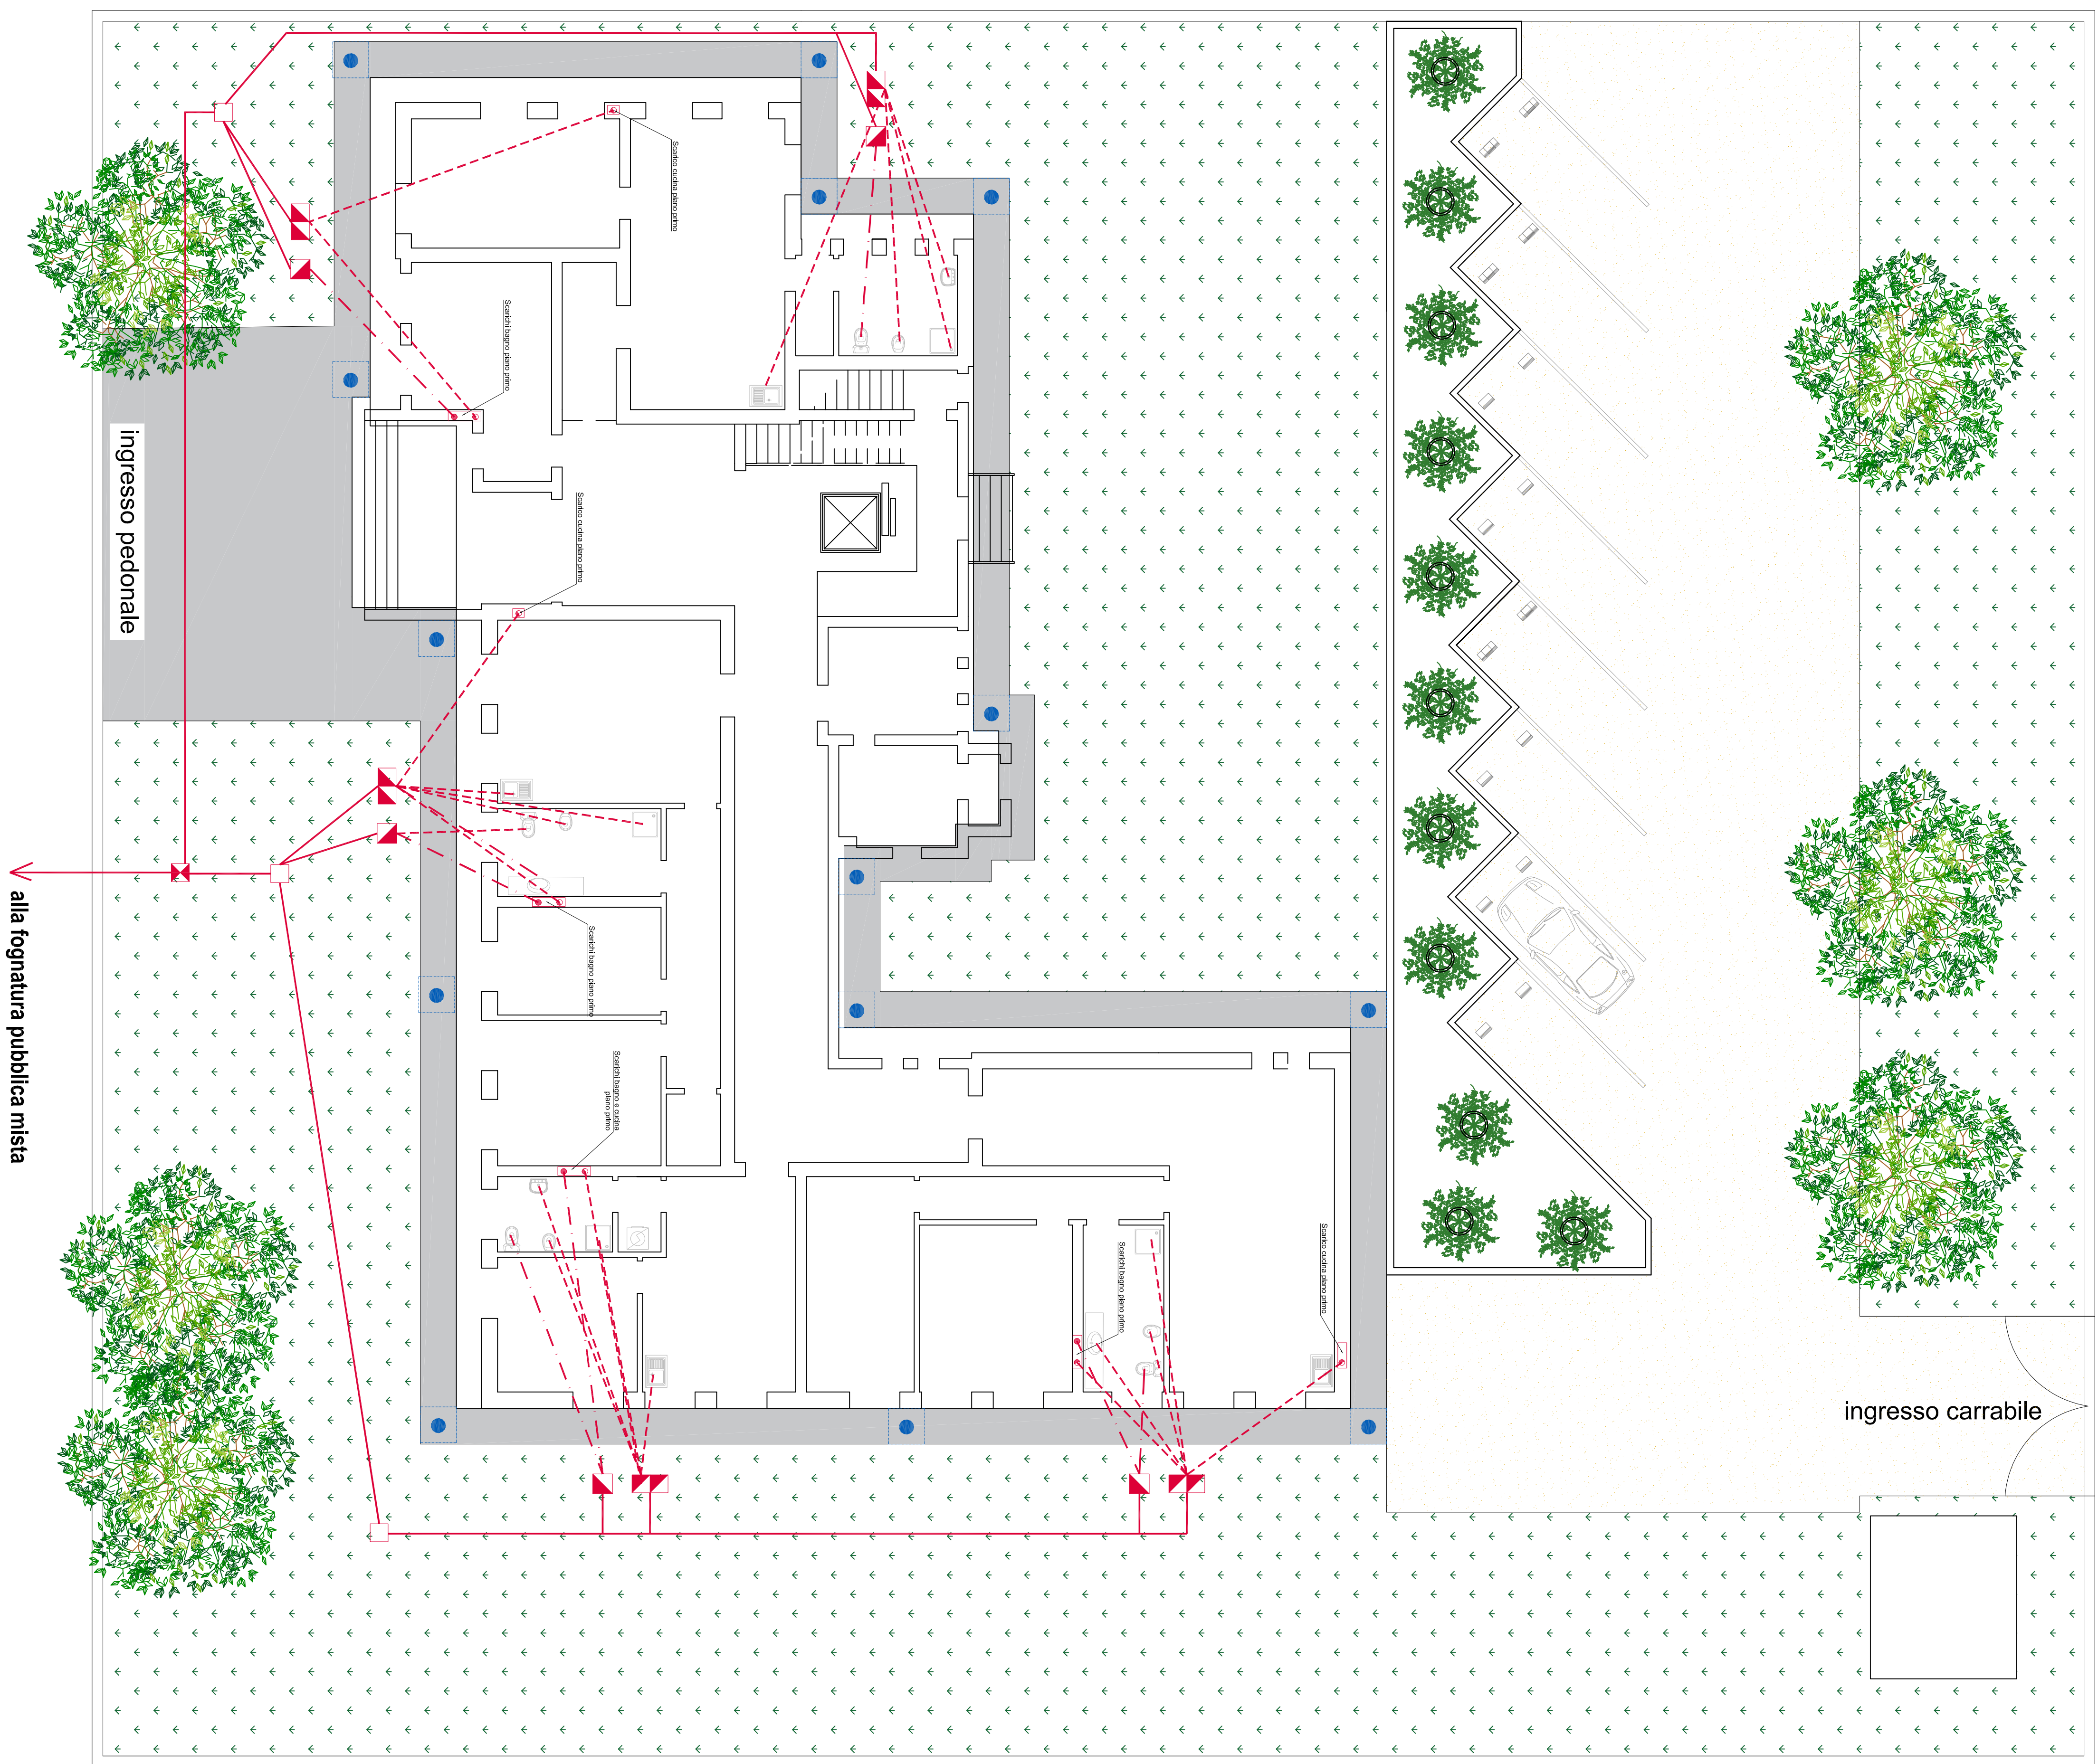 Scarico cucina piano primo
Scarichi bagno piano primo
ingresso pedonale
Scarico cucina piano primo
alla fognatura pubblica mista
Scarichi bagno piano primo
Scarichi bagno e cucina
piano primo
Scarichi bagno piano primo
Scarico cucina piano primo
ingresso carrabile